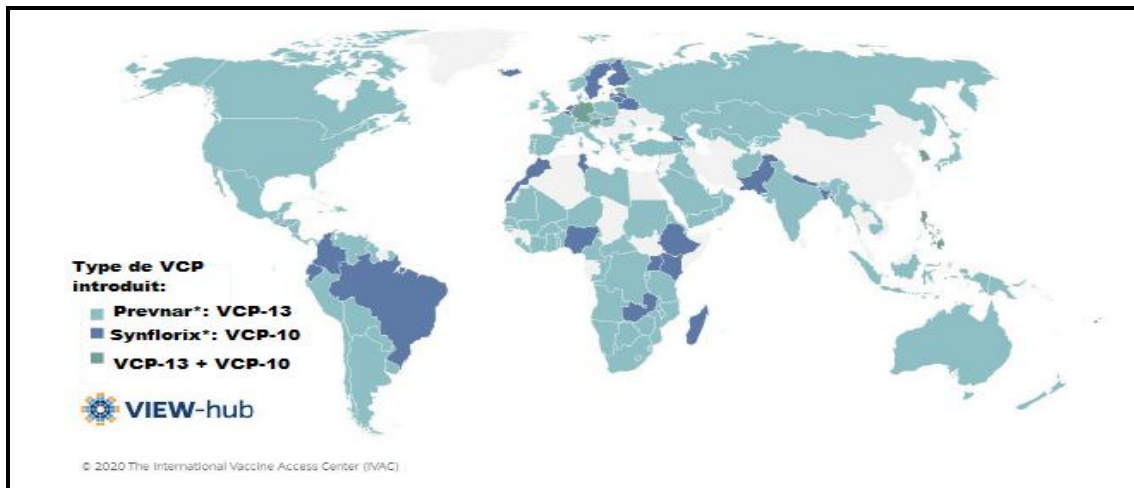 Type de VCP
introduit:
Prevnar*: VCP-13
Synflorix*: VCP-10
VCP-13 + VCP-10
VIEW-hub
© 2020 The International Vaccine Access Center (IVAC)